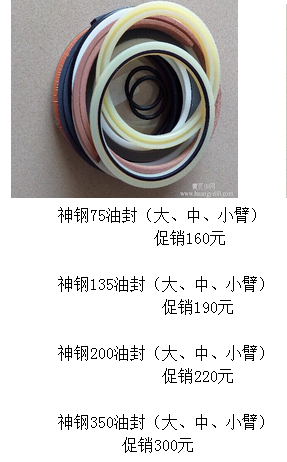 神钢75油封（大、中、小臂）
促销160元
神钢135油封（大、中、小臂）
促销190元
神钢200油封（大、中、小臂）
促销220元
神钢350油封（大、中、小臂）
促销300元